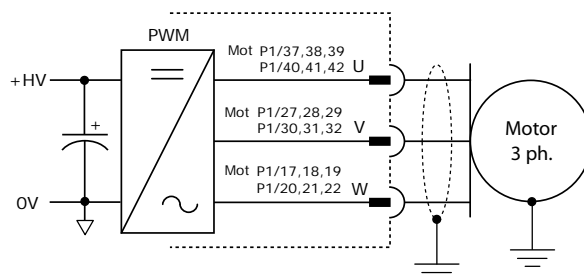 PWM
Mot P1/37,38,39
P1/40,41,42 U
+HV
Mot P1/27,28,29
P1/30,31,32 V
+
Motor
3 ph.
Mot P1/17,18,19
P1/20,21,22 W
0V